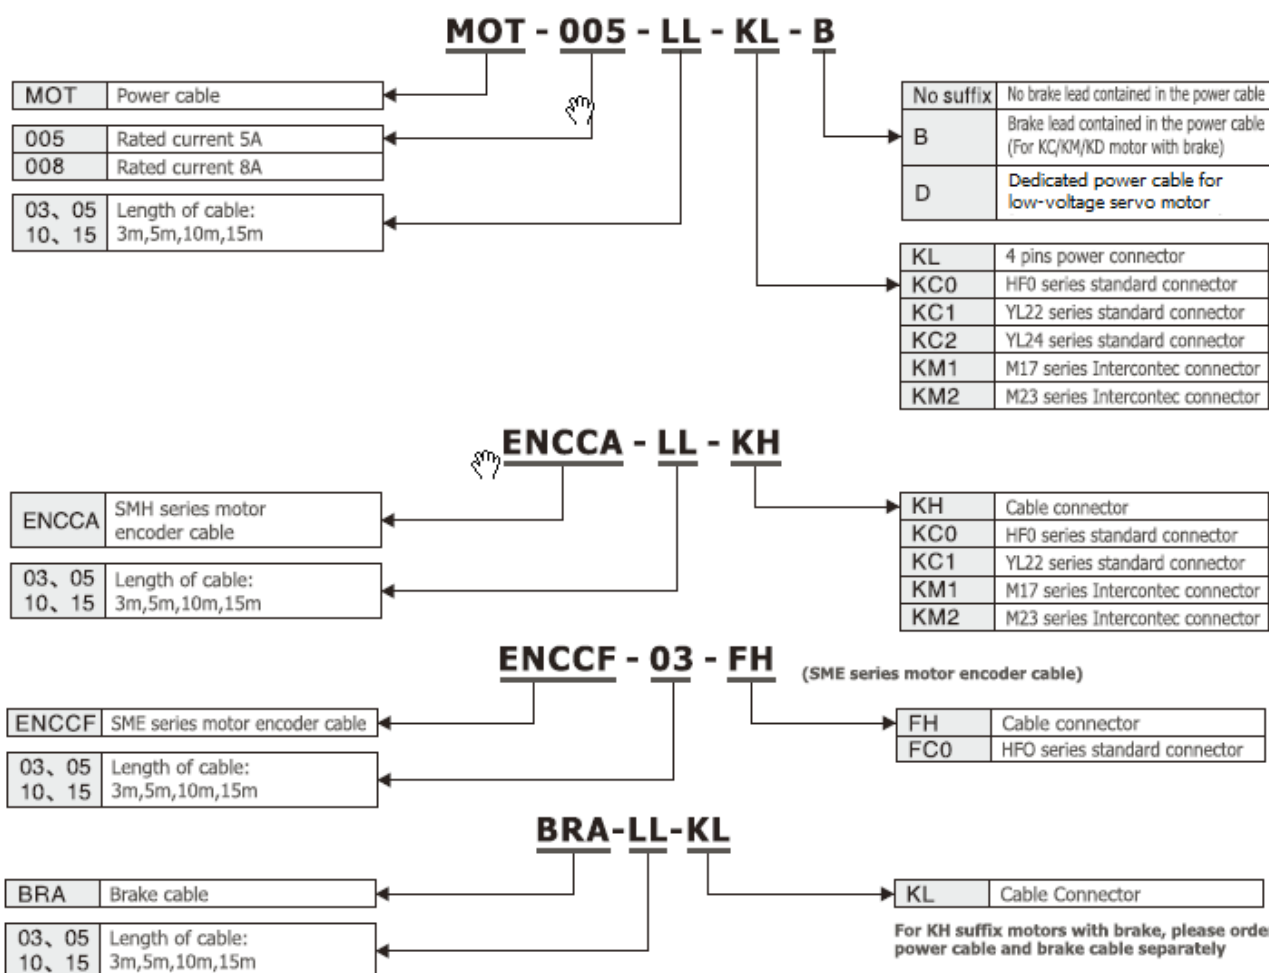 MOT - 005 - LL - KL - B
MOT Power cable
005 Rated current 5A
008 Rated current 8A
03、05 Length of cable:
10、15 3m,5m,10m,15m
No suffix No brake lead contained in the power cable
B Brake lead contained in the power cable
(For KC/KM/KD motor with brake)
D Dedicated power cable for
low-voltage servo motor
KL 4 pins power connector
KC0 HF0 series standard connector
KC1 YL22 series standard connector
KC2 YL24 series standard connector
KM1 M17 series Intercontec connector
KM2 M23 series Intercontec connector
ENCCA - LL - KH
ENCCA SMH series motor
encoder cable
03、05 Length of cable:
10、15 3m,5m,10m,15m
KH Cable connector
KC0 HF0 series standard connector
KC1 YL22 series standard connector
KM1 M17 series Intercontec connector
KM2 M23 series Intercontec connector
ENCCF - 03 - FH (SME series motor encoder cable)
ENCCF SME series motor encoder cable
03、05 Length of cable:
10、15 3m,5m,10m,15m
FH Cable connector
FC0 HFO series standard connector
BRA-LL-KL
BRA Brake cable
03、05 Length of cable:
10、15 3m,5m,10m,15m
KL Cable Connector
For KH suffix motors with brake, please order
power cable and brake cable separately